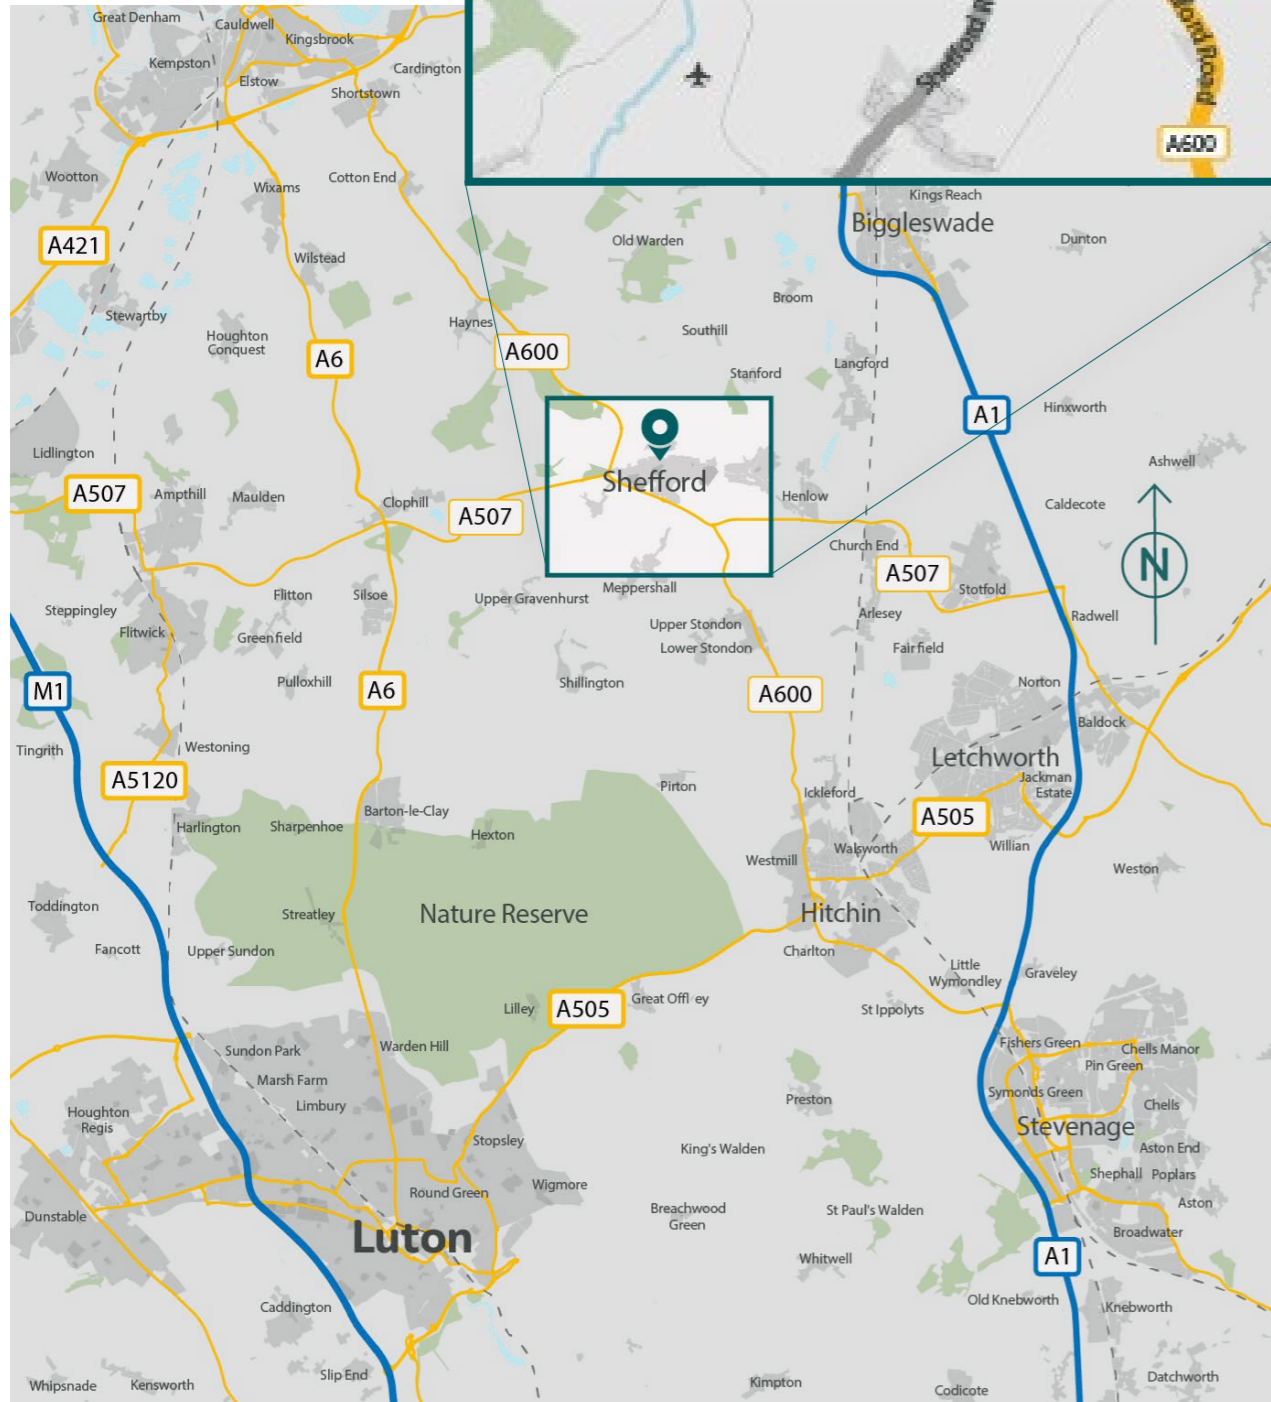 Great Denham
Cauldwell
Kingsbrook
Kempston
Elstow
Cardington
Shortstown
A600
Wootton
Wixams
Cotton End
Kings Reach
Biggleswade
A421
Old Warden
Dunton
Wilstead
Broom
Stewartby
Haynes
Southill
Houghton
Conquest
A6
A600
Stanford
Langford
A1
Hinxworth
Lidlington
Ashwell
A507
Ampthill
Maulden
Clophill
A507
Shefford
Henlow
Caldecote
N
Church End
A507
Steppingley
Flitton
Silsoe
Upper Gravenhurst
Meppershall
Stotfold
Arlesey
Radwell
Flitwick
Greenfield
Upper Stondon
Lower Stondon
Fairfield
M1
Pulloxhill
A6
Shillington
A600
Norton
Baldock
Tingrith
Westoning
A5120
Letchworth
Jackman
Estate
Pirton
Ickleford
Harlington
Sharpenhoe
Barton-le-Clay
Hexton
A505
Westmill
Walsworth
Willian
Weston
Toddington
Streatley
Nature Reserve
Hitchin
Fancott
Upper Sundon
Charlton
Little
Wymondley
Graveley
Lilley
A505
Great Offl ey
St Ippolyts
Sundon Park
Warden Hill
Fishers Green
Chells Manor
Pin Green
Marsh Farm
Limbury
Houghton
Regis
Preston
Symonds Green
Chells
Stopsley
King's Walden
Stevenage
Aston End
Shephall
Poplars
Round Green
Wigmore
Dunstable
Breachwood
Green
St Paul's Walden
Aston
Luton
Broadwater
Whitwell
A1
Caddington
Old Knebworth
Knebworth
Slip End
Whipsnade
Kensworth
Kimpton
Codicote
Datchworth